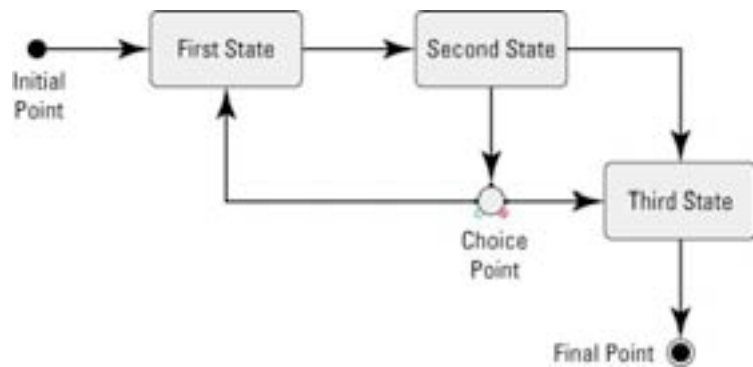 First State
Second State
Initial
Point
Third State
Choice
Point
Final Point